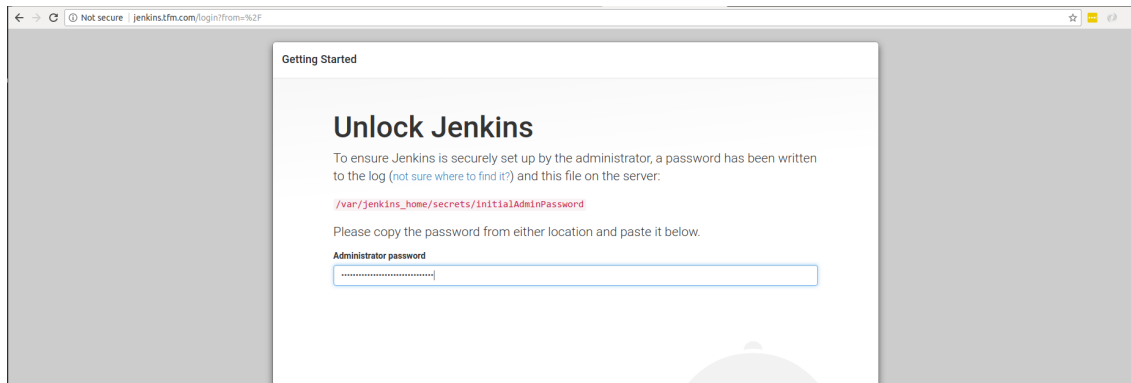 Not secure | jenkins.tfm.com/login?from=%2F
Getting Started
Unlock Jenkins
To ensure Jenkins is securely set up by the administrator, a password has been written
to the log (not sure where to find it?) and this file on the server:
/var/jenkins_home/secrets/initialAdminPassword
Please copy the password from either location and paste it below.
Administrator password